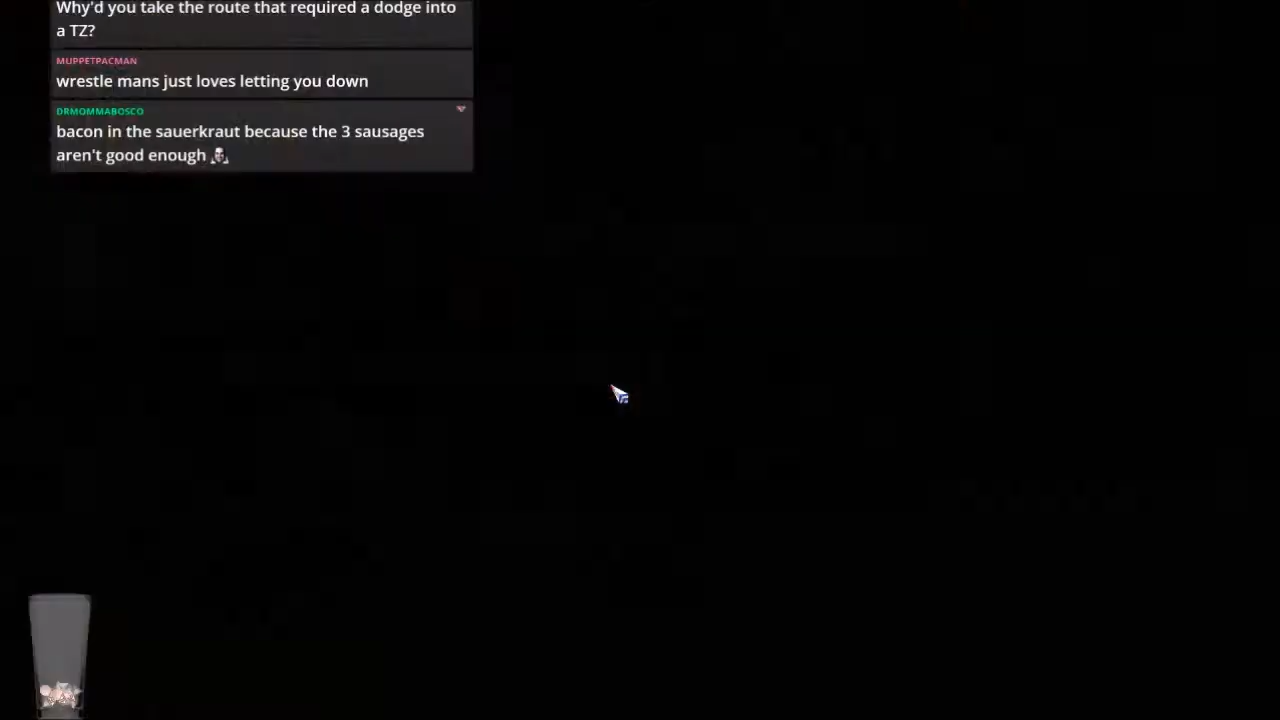 Why'd you take the route that required a dodge into
a TZ?
MUPPETPACMAN
wrestle mans just loves letting you down
DRMOMMABOSCO
bacon in the sauerkraut because the 3 sausages
aren't good enough